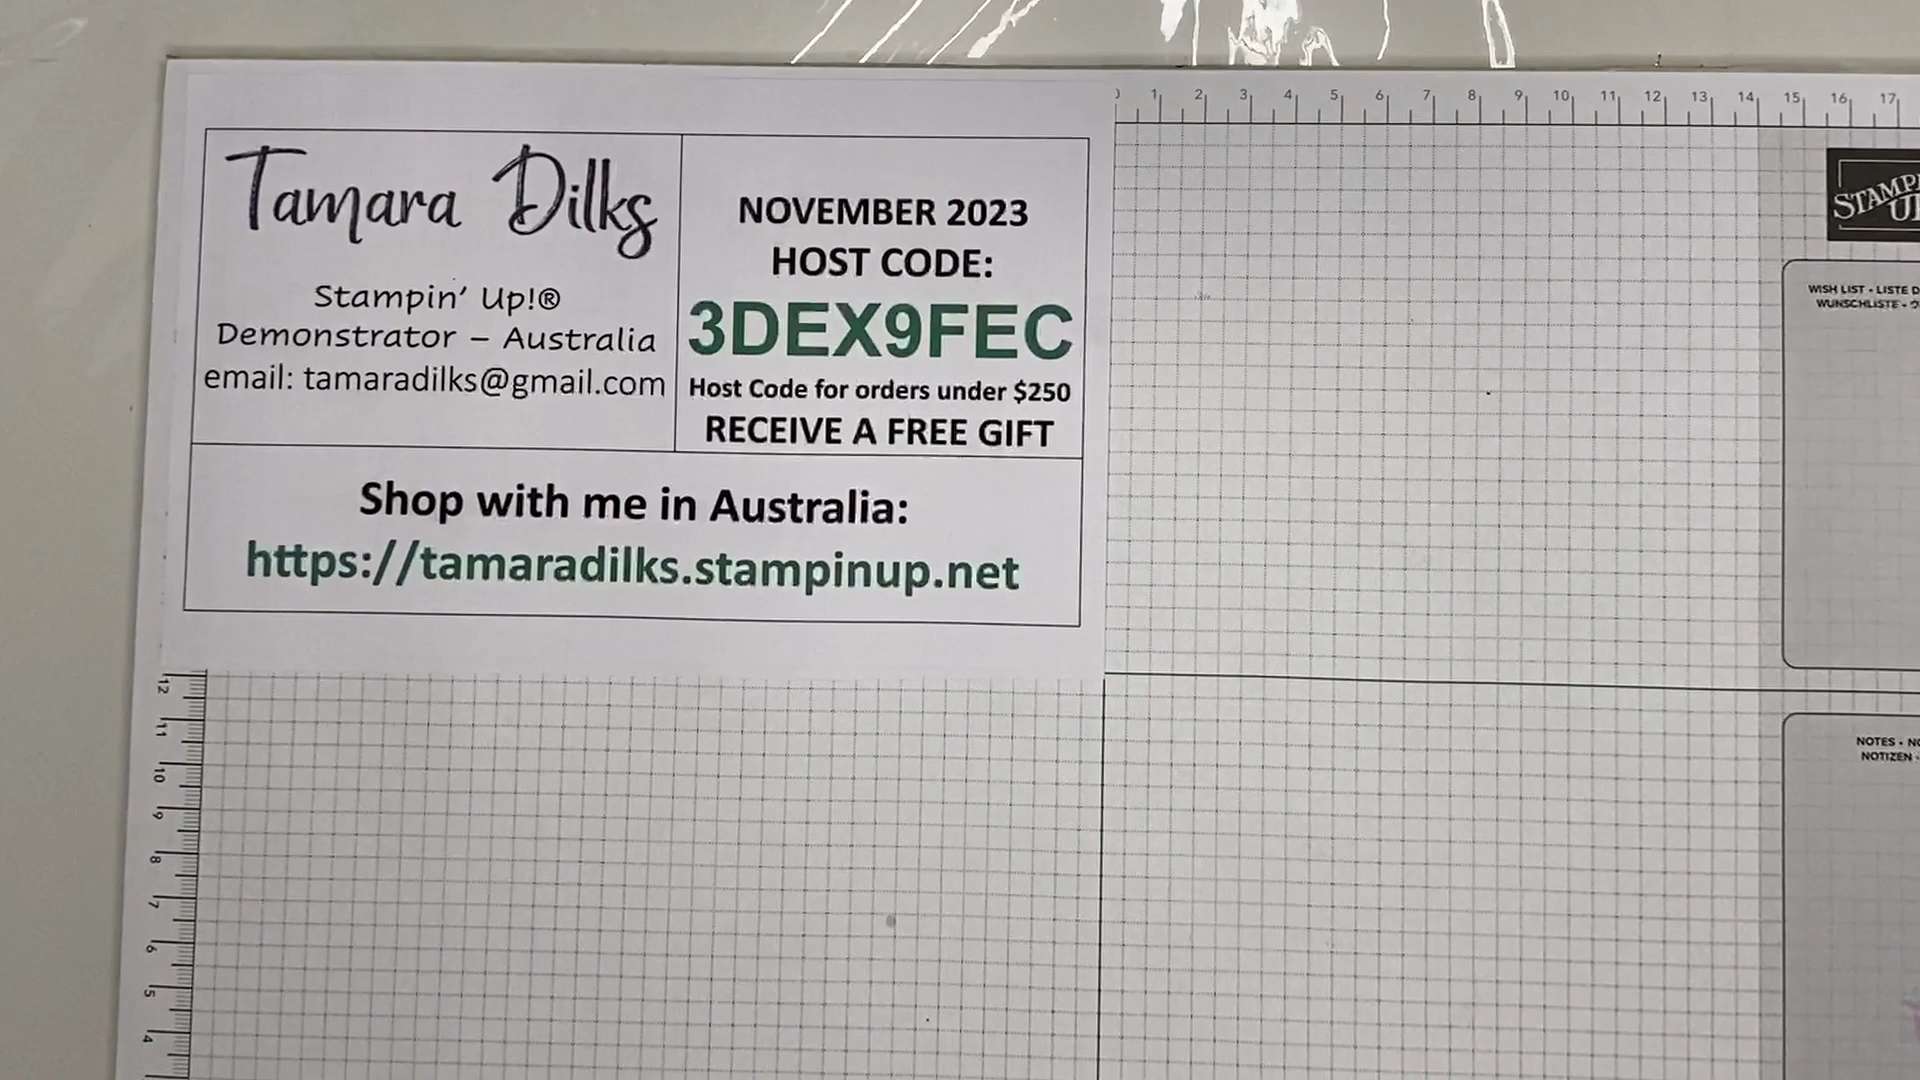 Tamara Dilks
Stampin' Up!®
Demonstrator – Australia
email: tamaradilks@gmail.com
NOVEMBER 2023
HOST CODE:
3DEX9FEC
Host Code for orders under $250
RECEIVE A FREE GIFT
Shop with me in Australia:
https://tamaradilks.stampinup.net
1 2 3 4 5 6 7 8 9 10 11 12 13 14 15 16 17
WISH LIST • LISTE
WUNSCHLISTE •
NOTES •
NOTIZEN •
12
11
10
9
8
7
6
5
4